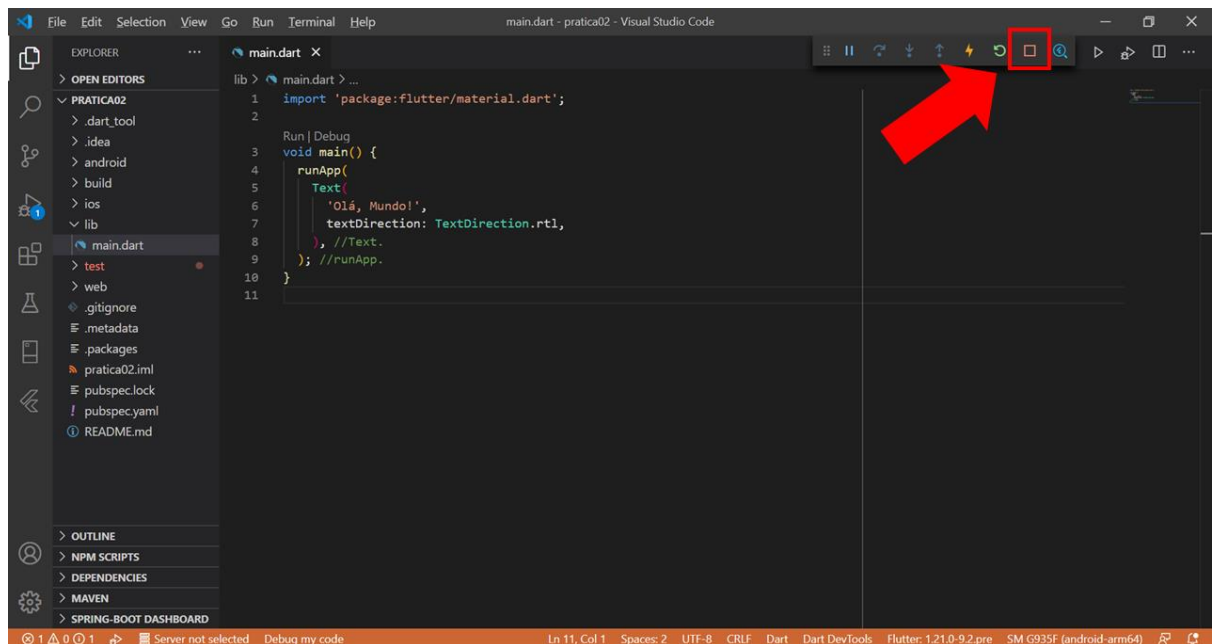 File Edit Selection View Go Run Terminal Help main.dart - pratica02 - Visual Studio Code
EXPLORER ...
OPEN EDITORS
PRATICA02
.dart_tool
.idea
android
build
ios
lib
main.dart
test
web
.gitignore
.metadata
.packages
pratica02.iml
pubspec.lock
pubspec.yaml
README.md
OUTLINE
NPM SCRIPTS
DEPENDENCIES
MAVEN
SPRING-BOOT DASHBOARD
1
main.dart
lib > main.dart > ...
1 import 'package:flutter/material.dart';
2
Run | Debug
3 void main() {
4 runApp(
5 Text(
6 'Olá, Mundo!',
7 textDirection: TextDirection.rtl,
8 ), //Text.
9 ); //runApp.
10 }
11
1 0 1 Server not selected Debug my code Ln 11, Col 1 Spaces: 2 UTF-8 CRLF Dart Dart DevTools Flutter: 1.21.0-9.2.pre SM G935F (android-arm64)